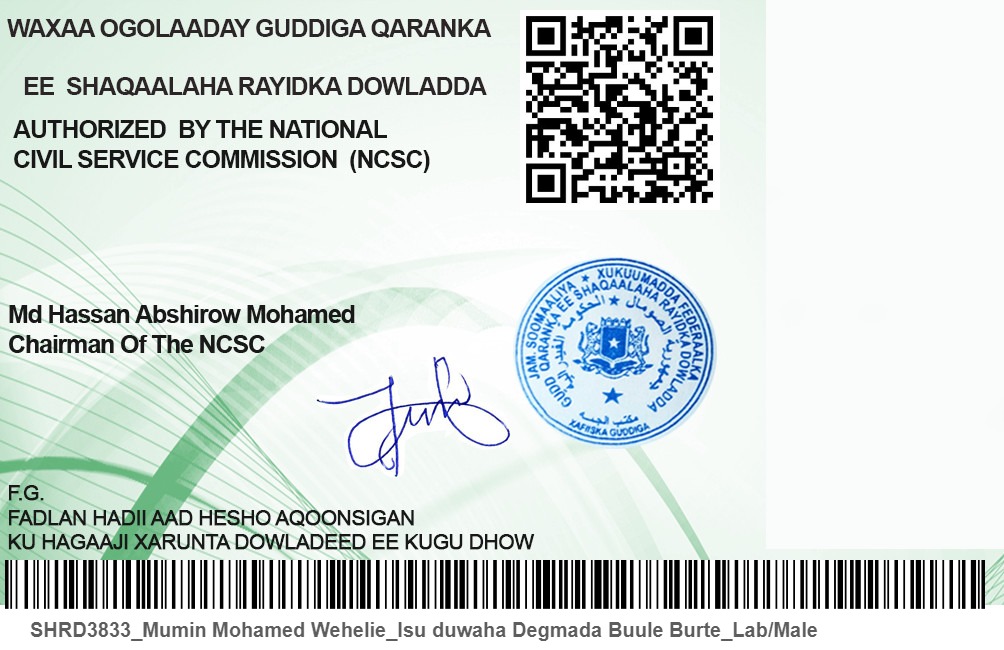 WAXAA OGOLAADAY GUDDIGA QARANKA
EE SHAQAALAHA RAYIDKA DOWLADDA
AUTHORIZED BY THE NATIONAL
CIVIL SERVICE COMMISSION (NCSC)
Md Hassan Abshirow Mohamed
Chairman Of The NCSC
JAM. SOOMAALIYA ★ XUKUUMADDA FEDERAALKA
GUDD QARANKA EE SHAQAALAHA RAYIDKA DOWLADDA
XAFIISKA GUDDIGA
F.G.
FADLAN HADII AAD HESHO AQOONSIGAN
KU HAGAAJI XARUNTA DOWLADEED EE KUGU DHOW
SHRD3833_Mumin Mohamed Wehelie_Isu duwaha Degmada Buule Burte_Lab/Male